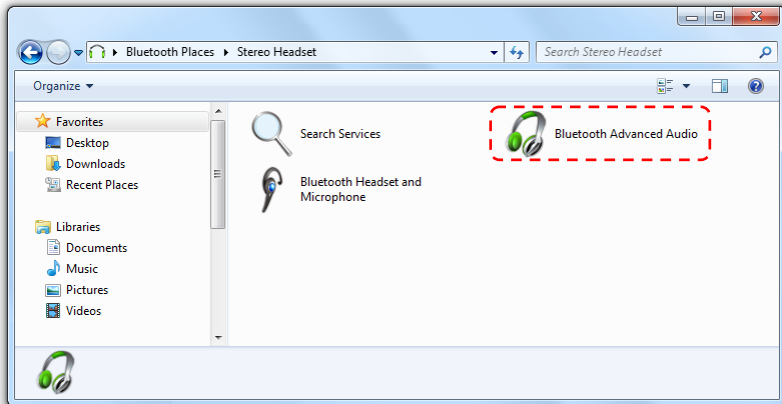 Bluetooth Places
Stereo Headset
Search Stereo Headset
Organize
Favorites
Desktop
Downloads
Recent Places
Libraries
Documents
Music
Pictures
Videos
Search Services
Bluetooth Advanced Audio
Bluetooth Headset and
Microphone